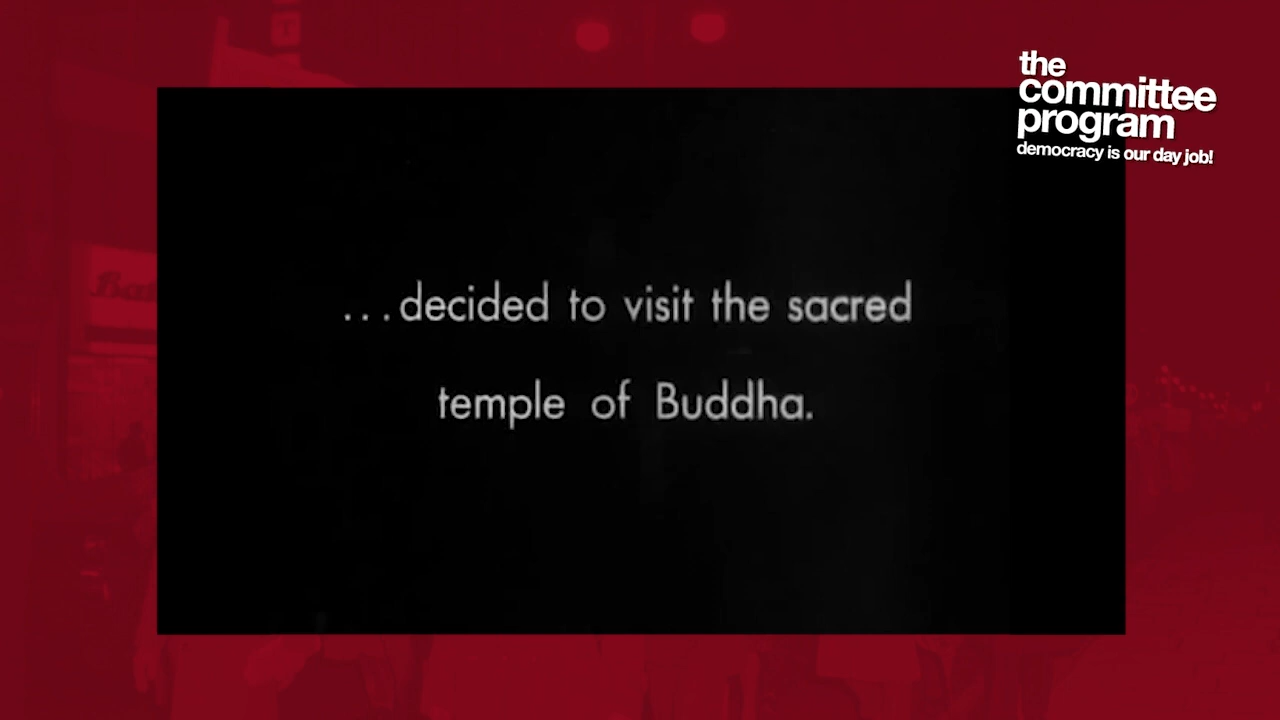 the
committee
program
democracy is our day job!
...decided to visit the sacred
temple of Buddha.